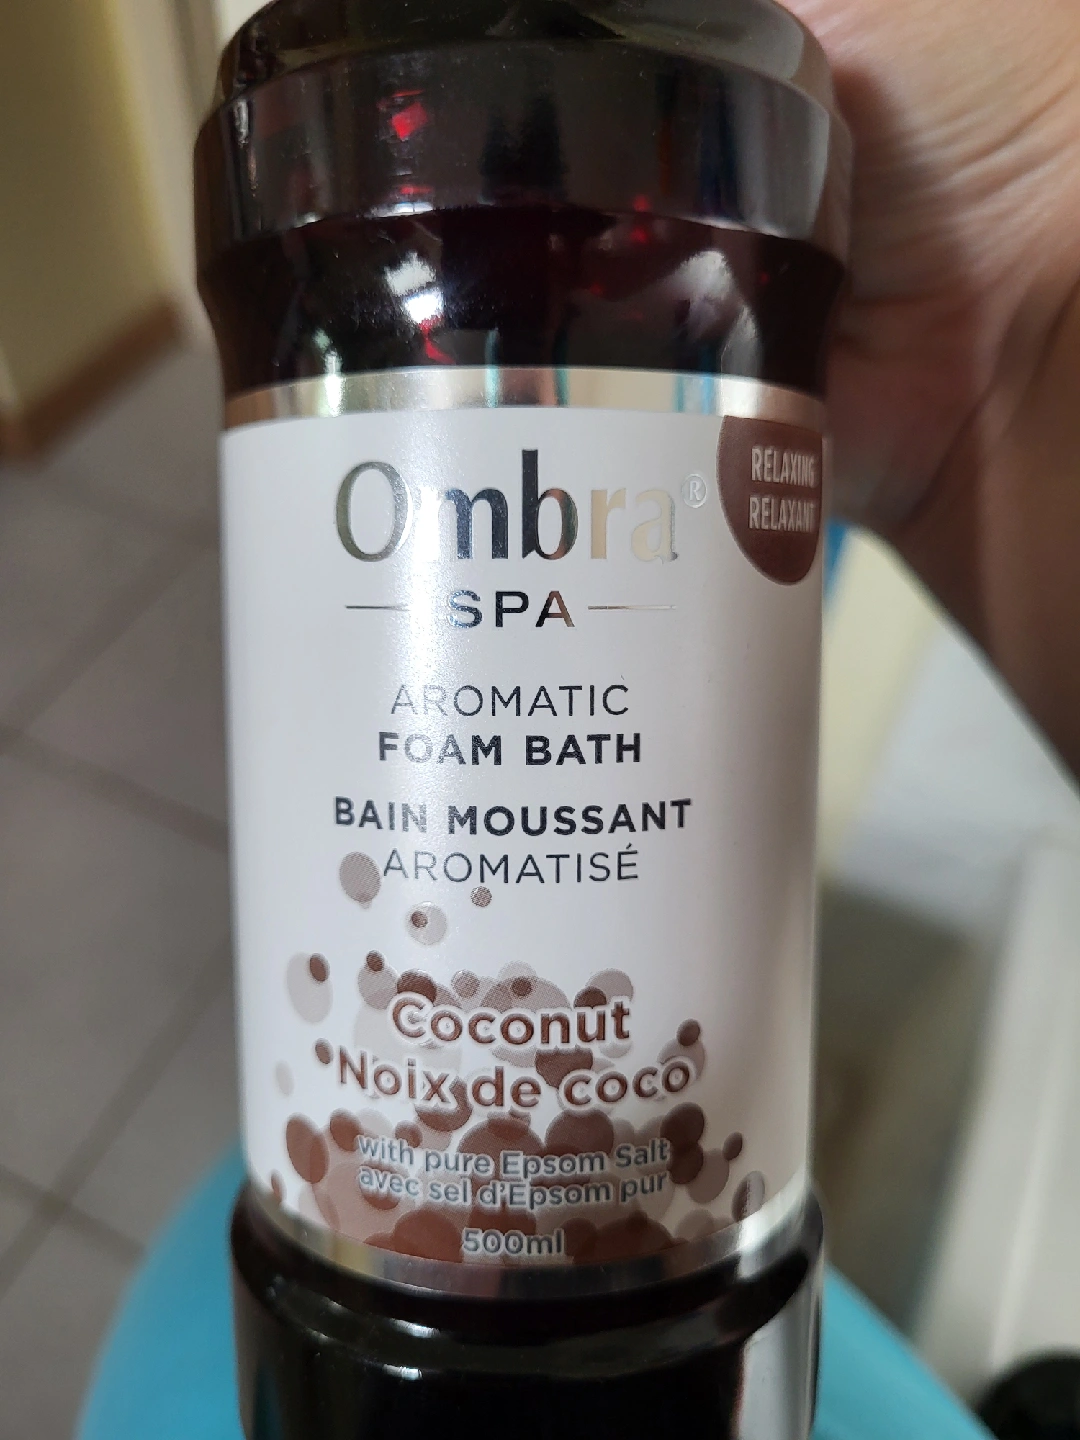 Ombra®
SPA
RELAXING
RELAXANT
AROMATIC
FOAM BATH
BAIN MOUSSANT
AROMATISÉ
Coconut
Noix de coco
with pure Epsom Salt
avec sel d'Epsom pur
500ml